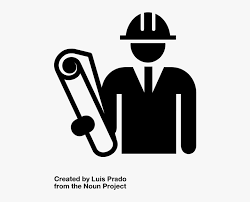 Created by Luis Prado
from the Noun Project